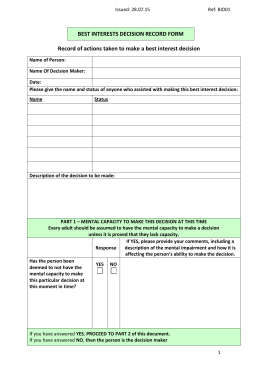 Issued: 28.07.15 Ref: BID01
BEST INTERESTS DECISION RECORD FORM
Record of actions taken to make a best interest decision
Name of Person:
Name Of Decision Maker:
Date:
Please give the name and status of anyone who assisted with making this best interest decision:
Name Status
Description of the decision to be made:
PART 1 – MENTAL CAPACITY TO MAKE THIS DECISION AT THIS TIME
Every adult should be assumed to have the mental capacity to make a decision
unless it is proved that they lack capacity.
Response
If YES, please provide your comments, including a
description of the mental impairment and how it is
affecting the person's ability to make the decision.
Has the person been
deemed to not have the
mental capacity to make
this particular decision at
this moment in time?
YES NO
If you have answered YES, PROCEED TO PART 2 of this document.
If you have answered NO, then the person is the decision maker
1